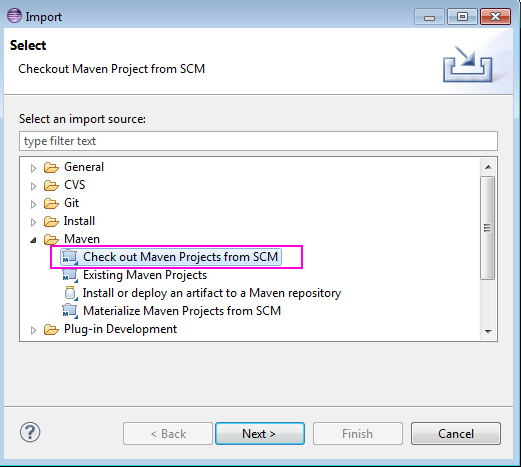 Import
Select
Checkout Maven Project from SCM
Select an import source:
type filter text
General
CVS
Git
Install
Maven
Check out Maven Projects from SCM
Existing Maven Projects
Install or deploy an artifact to a Maven repository
Materialize Maven Projects from SCM
Plug-in Development
? < Back Next > Finish Cancel